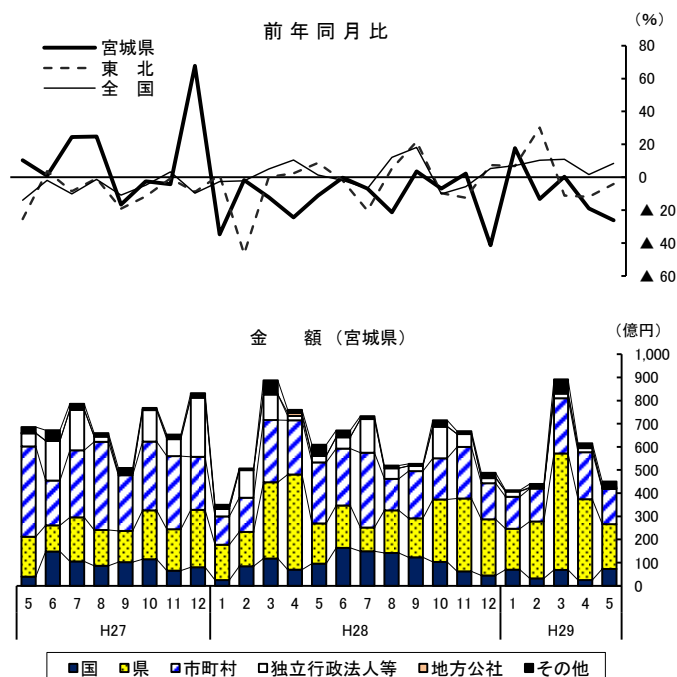 前年同月比
(%)
宮城県
東 北
全 国
80
60
40
20
0
▲ 20
▲ 40
▲ 60
金 額 (宮城県)
(億円)
1,000
900
800
700
600
500
400
300
200
100
0
5 6 7 8 9 10 11 12 1 2 3 4 5 6 7 8 9 10 11 12 1 2 3 4 5
H27 H28 H29
■国 県 市町村 独立行政法人等 地方公社 ■その他